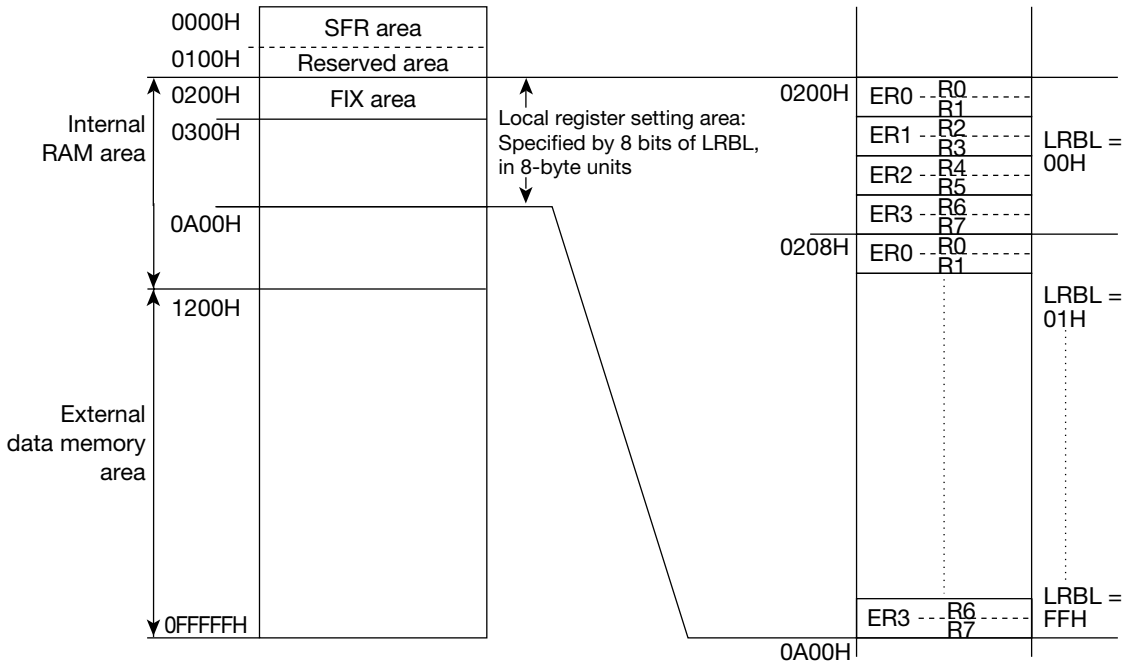 0000H
SFR area
0100H
Reserved area
0200H
FIX area
0300H
Internal
RAM area
Local register setting area:
Specified by 8 bits of LRBL,
in 8-byte units
0A00H
1200H
External
data memory
area
0FFFFFH
0200H
ER0
R0
R1
ER1
R2
R3
ER2
R4
R5
ER3
R6
R7
LRBL =
00H
0208H
ER0
R0
R1
LRBL =
01H
ER3
R6
R7
LRBL =
FFH
0A00H